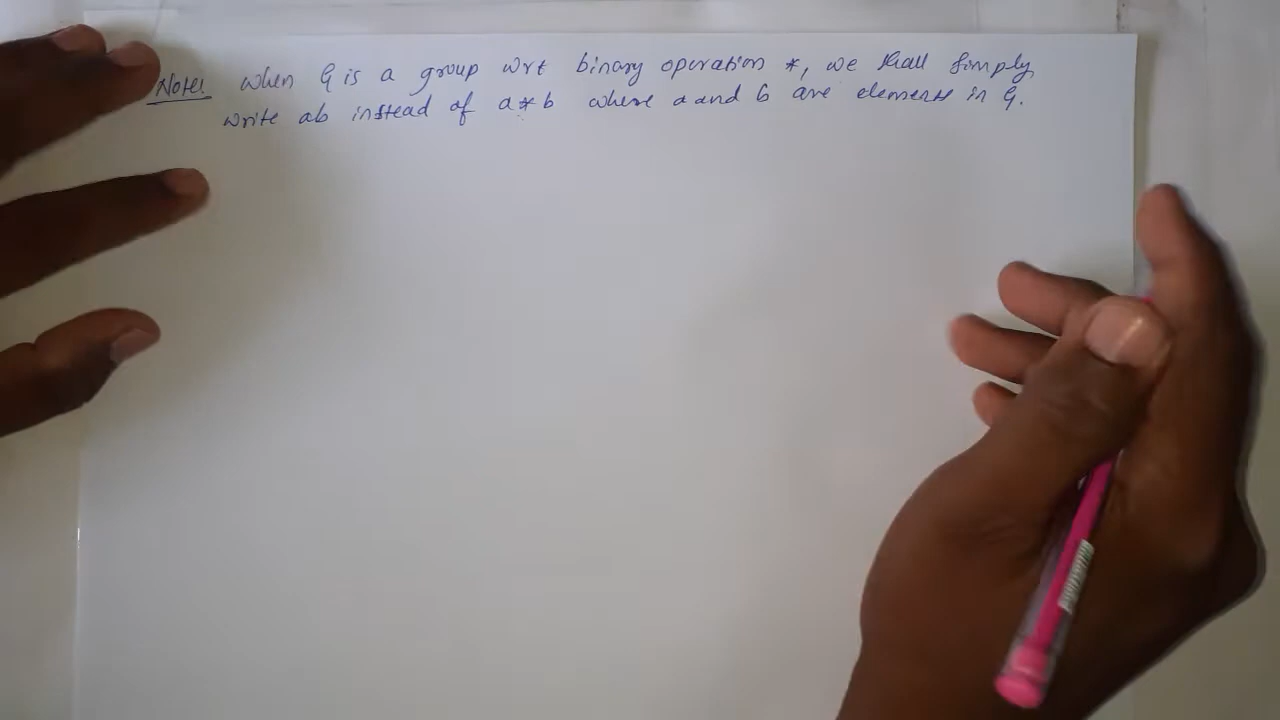 Note! When G is a group wrt binary operation *, we shall simply
write ab instead of a * b where a and b are elements in G.